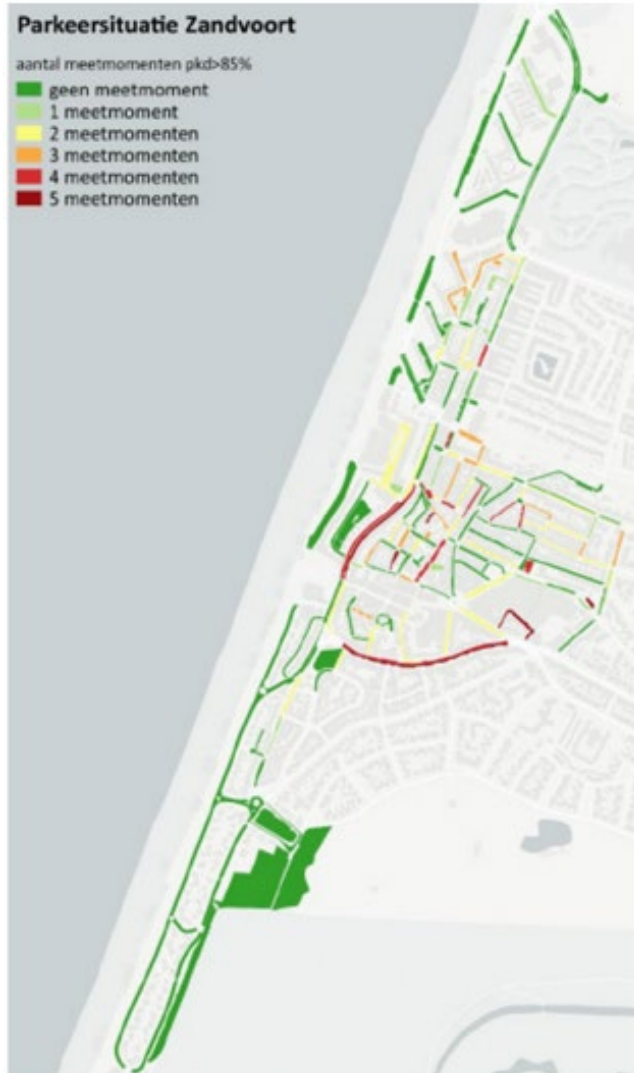 Parkeersituatie Zandvoort
aantal meetmomenten pkd>85%
geen meetmoment
1 meetmoment
2 meetmomenten
3 meetmomenten
4 meetmomenten
5 meetmomenten